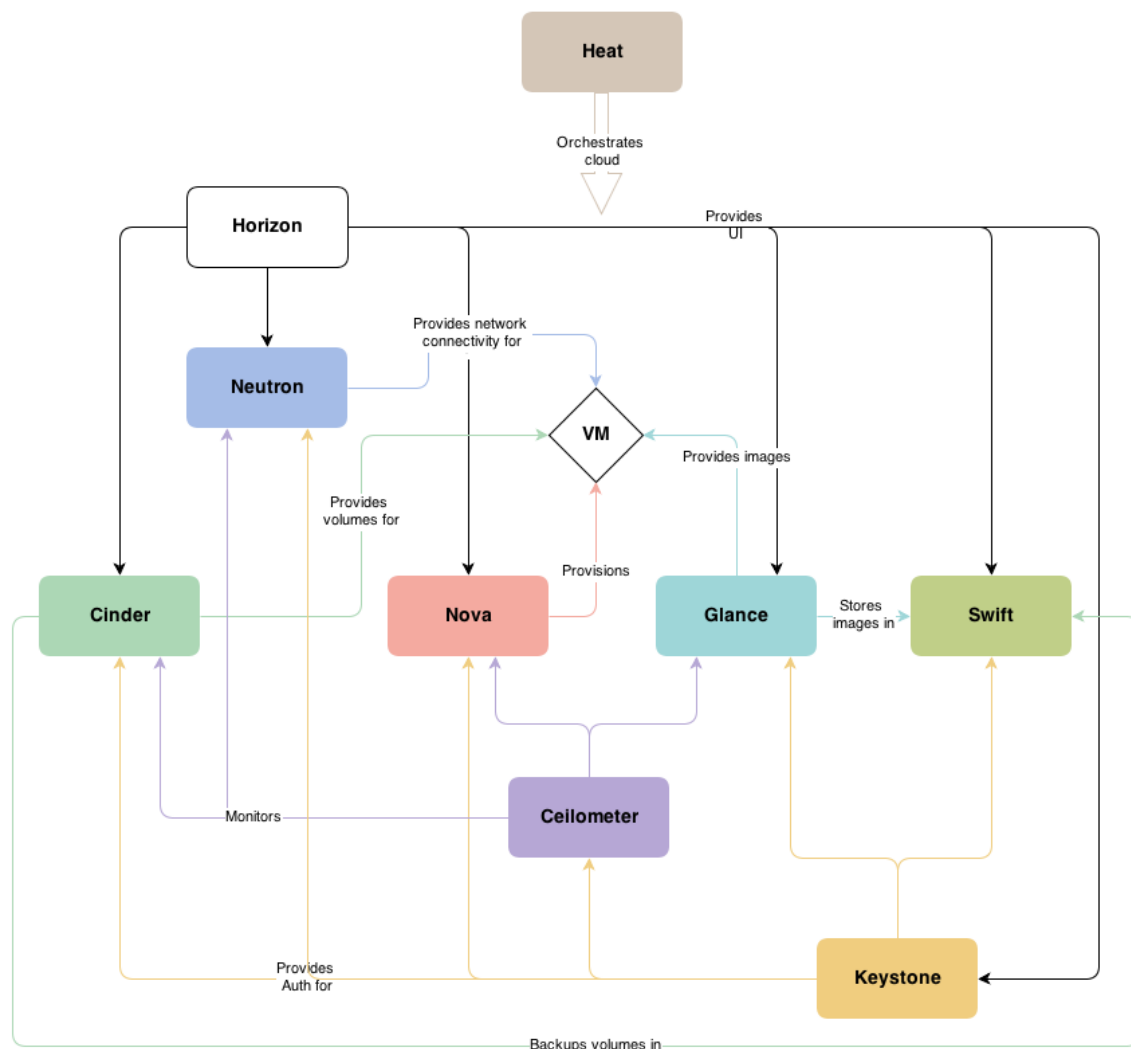 Heat
Orchestrates
cloud
Provides
UI
Horizon
Provides network
connectivity for
Neutron
VM
Provides images
Provides
volumes for
Provisions
Cinder
Nova
Glance
Stores
images in
Swift
Monitors
Ceilometer
Provides
Auth for
Keystone
Backups volumes in